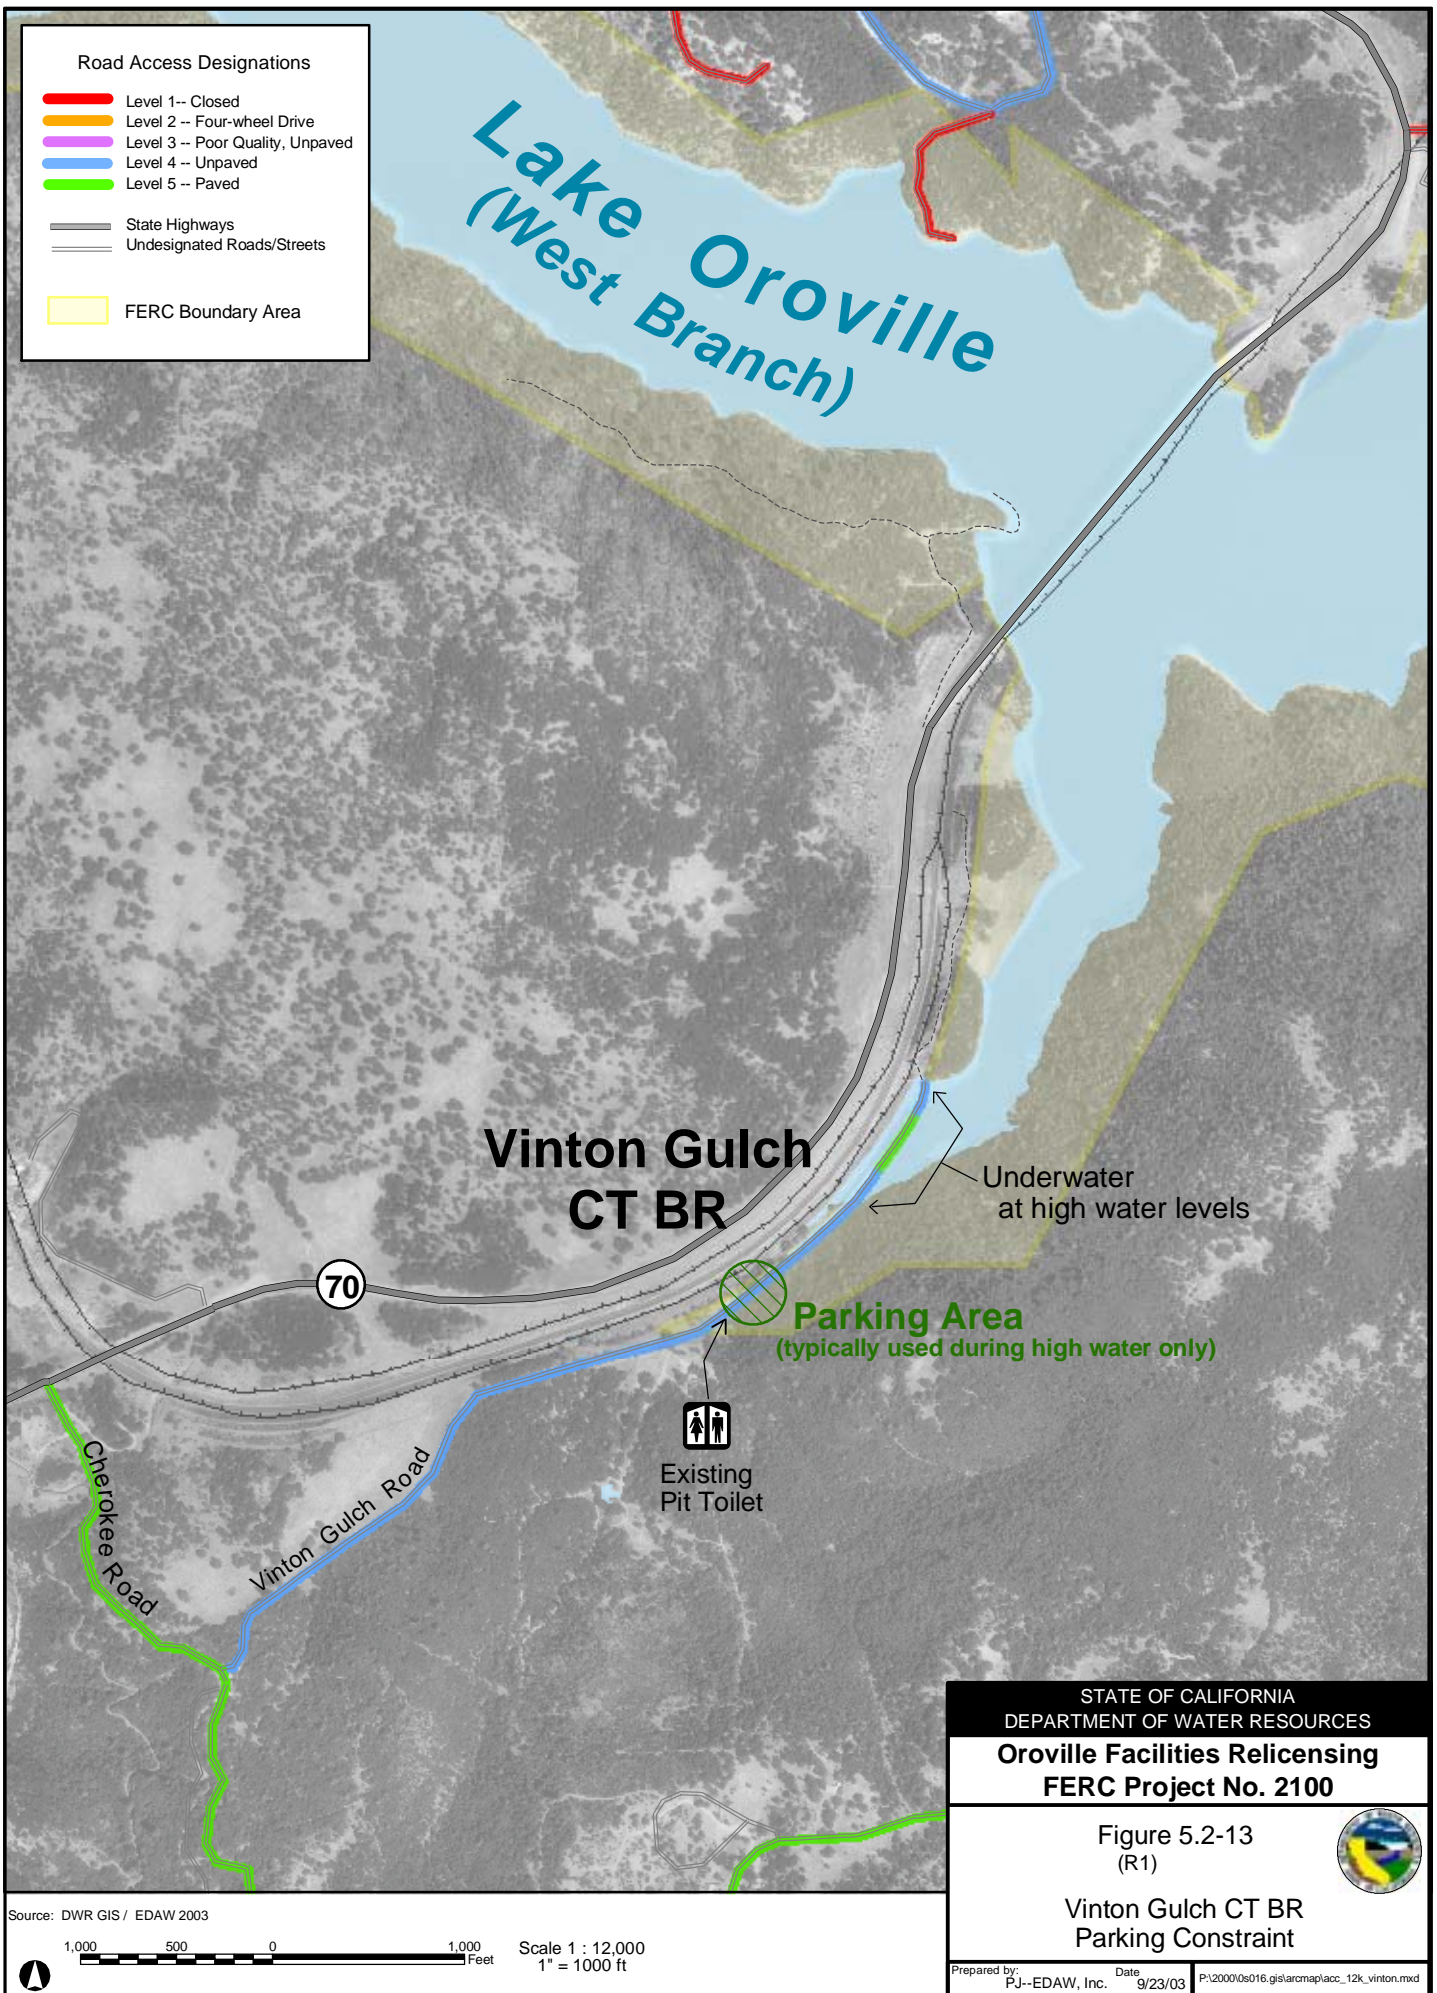 Road Access Designations
Level 1-- Closed
Level 2 -- Four-wheel Drive
Level 3 -- Poor Quality, Unpaved
Level 4 -- Unpaved
Level 5 -- Paved
State Highways
Undesignated Roads/Streets
FERC Boundary Area
Lake Oroville
(West Branch)
Vinton Gulch
CT BR
Underwater
at high water levels
70
Parking Area
(typically used during high water only)
Existing
Pit Toilet
Cherokee Road
Vinton Gulch Road
STATE OF CALIFORNIA
DEPARTMENT OF WATER RESOURCES
Oroville Facilities Relicensing
FERC Project No. 2100
Figure 5.2-13
(R1)
Vinton Gulch CT BR
Parking Constraint
Prepared by:
PJ--EDAW, Inc.
Date
9/23/03
P:\2000\0s016.gis\arcmap\acc_12k_vinton.mxd
Source: DWR GIS / EDAW 2003
1,000 500 0 1,000
Feet
Scale 1 : 12,000
1" = 1000 ft